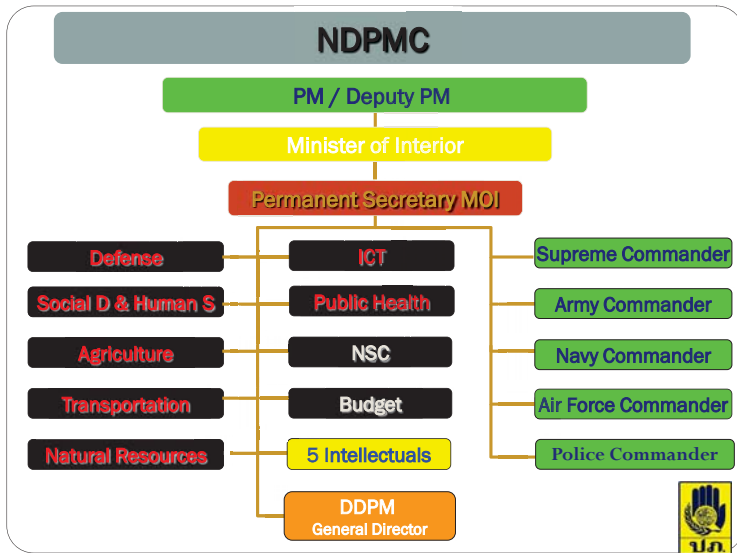 NDPMC
PM / Deputy PM
Minister of Interior
Permanent Secretary MOI
Defense
ICT
Supreme Commander
Social D & Human S
Public Health
Army Commander
Agriculture
NSC
Navy Commander
Transportation
Budget
Air Force Commander
Natural Resources
5 Intellectuals
Police Commander
DDPM
General Director
ปภ.